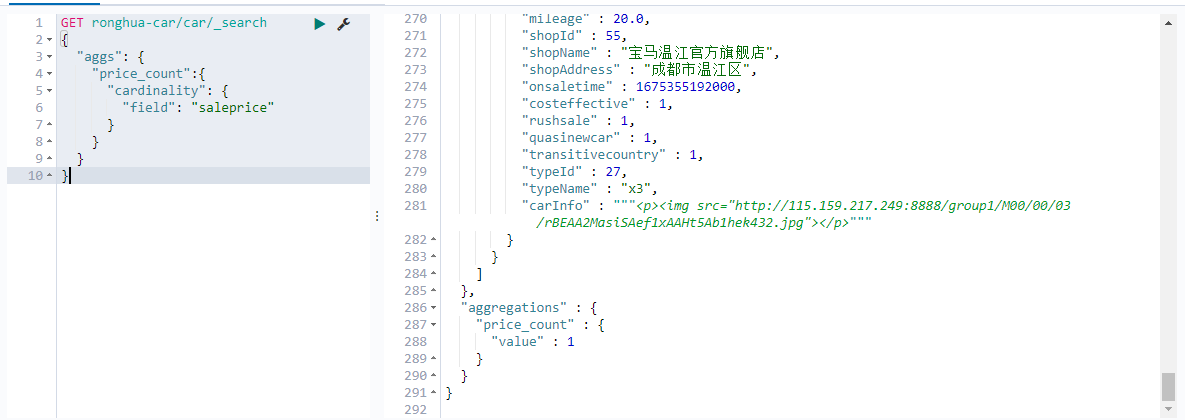 1 GET ronghua-car/car/_search
2 {
3 "aggs": {
4 "price_count":{
5 "cardinality": {
6 "field": "saleprice"
7 }
8 }
9 }
10 }
270 "mileage" : 20.0,
271 "shopId" : 55,
272 "shopName" : "宝马温江官方旗舰店",
273 "shopAddress" : "成都市温江区",
274 "onsaletime" : 1675355192000,
275 "costeffective" : 1,
276 "rushsale" : 1,
277 "quasinewcar" : 1,
278 "transitivecountry" : 1,
279 "typeId" : 27,
280 "typeName" : "x3",
281 "carInfo" : """<p><img src="http://115.159.217.249:8888/group1/M00/00/03
/rBEAA2MasiSAef1xAAHt5Ab1hek432.jpg"></p>"""
282 }
283 }
284 ]
285 },
286 "aggregations" : {
287 "price_count" : {
288 "value" : 1
289 }
290 }
291 }
292